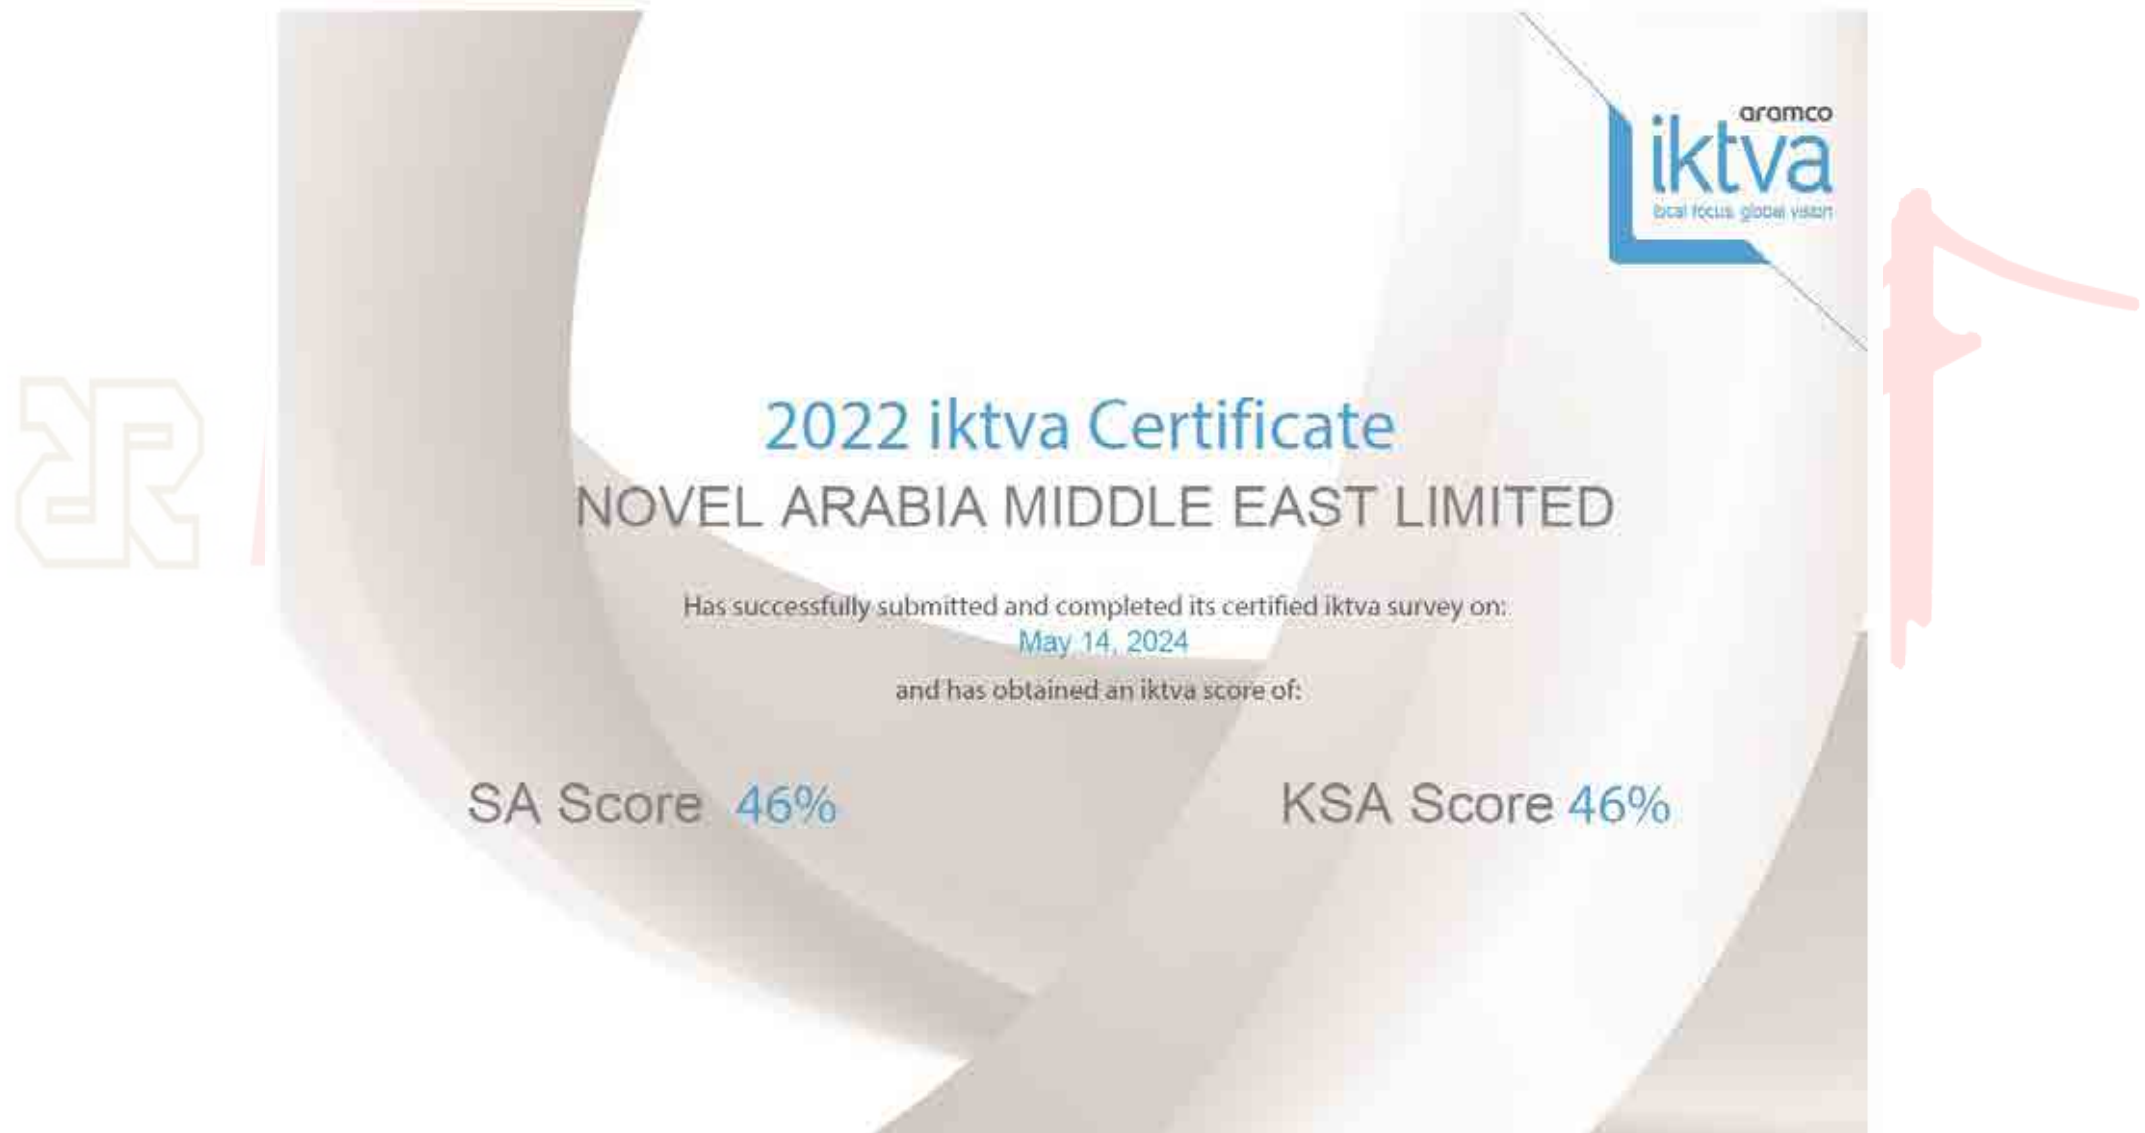 aramco
iktva
local focus global vision
2022 iktva Certificate
NOVEL ARABIA MIDDLE EAST LIMITED
Has successfully submitted and completed its certified iktva survey on:
May 14, 2024
and has obtained an iktva score of:
SA Score 46%
KSA Score 46%